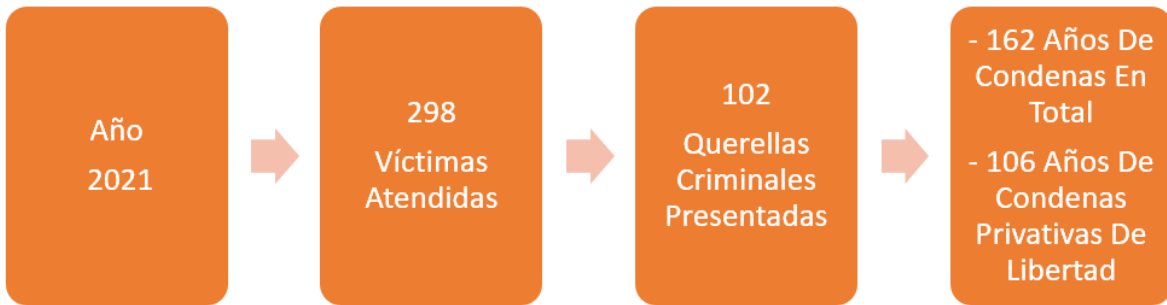 Año
2021
298
Víctimas
Atendidas
102
Querellas
Criminales
Presentadas
- 162 Años De
Condenas En
Total
- 106 Años De
Condenas
Privativas De
Libertad